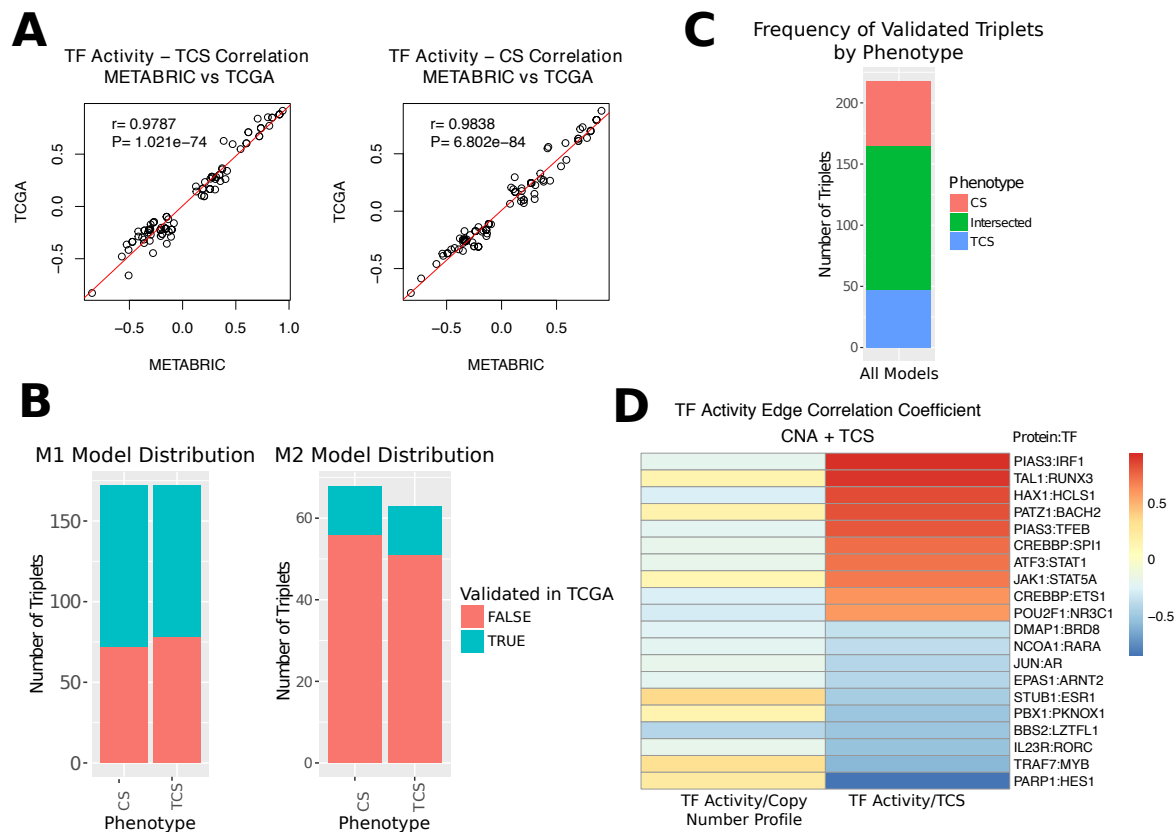 A
TF Activity – TCS Correlation
METABRIC vs TCGA
r= 0.9787
P= 1.021e−74
TCGA
0.5
0.0
−0.5
−0.5
0.0
0.5
1.0
METABRIC
TF Activity – CS Correlation
METABRIC vs TCGA
r= 0.9838
P= 6.802e−84
TCGA
0.5
0.0
−0.5
−0.5
0.0
0.5
METABRIC
C
Frequency of Validated Triplets
by Phenotype
Number of Triplets
200
150
100
50
0
All Models
Phenotype
CS
Intersected
TCS
B
M1 Model Distribution
Number of Triplets
150
100
50
0
CS
TCS
Phenotype
M2 Model Distribution
Number of Triplets
60
40
20
0
CS
TCS
Phenotype
Validated in TCGA
FALSE
TRUE
D
TF Activity Edge Correlation Coefficient
CNA + TCS
Protein:TF
PIAS3:IRF1
TAL1:RUNX3
HAX1:HCLS1
PATZ1:BACH2
PIAS3:TFEB
CREBBP:SPI1
ATF3:STAT1
JAK1:STAT5A
CREBBP:ETS1
POU2F1:NR3C1
DMAP1:BRD8
NCOA1:RARA
JUN:AR
EPAS1:ARNT2
STUB1:ESR1
PBX1:PKNOX1
BBS2:LZTFL1
IL23R:RORC
TRAF7:MYB
PARP1:HES1
TF Activity/Copy
Number Profile
TF Activity/TCS
0.5
0
−0.5